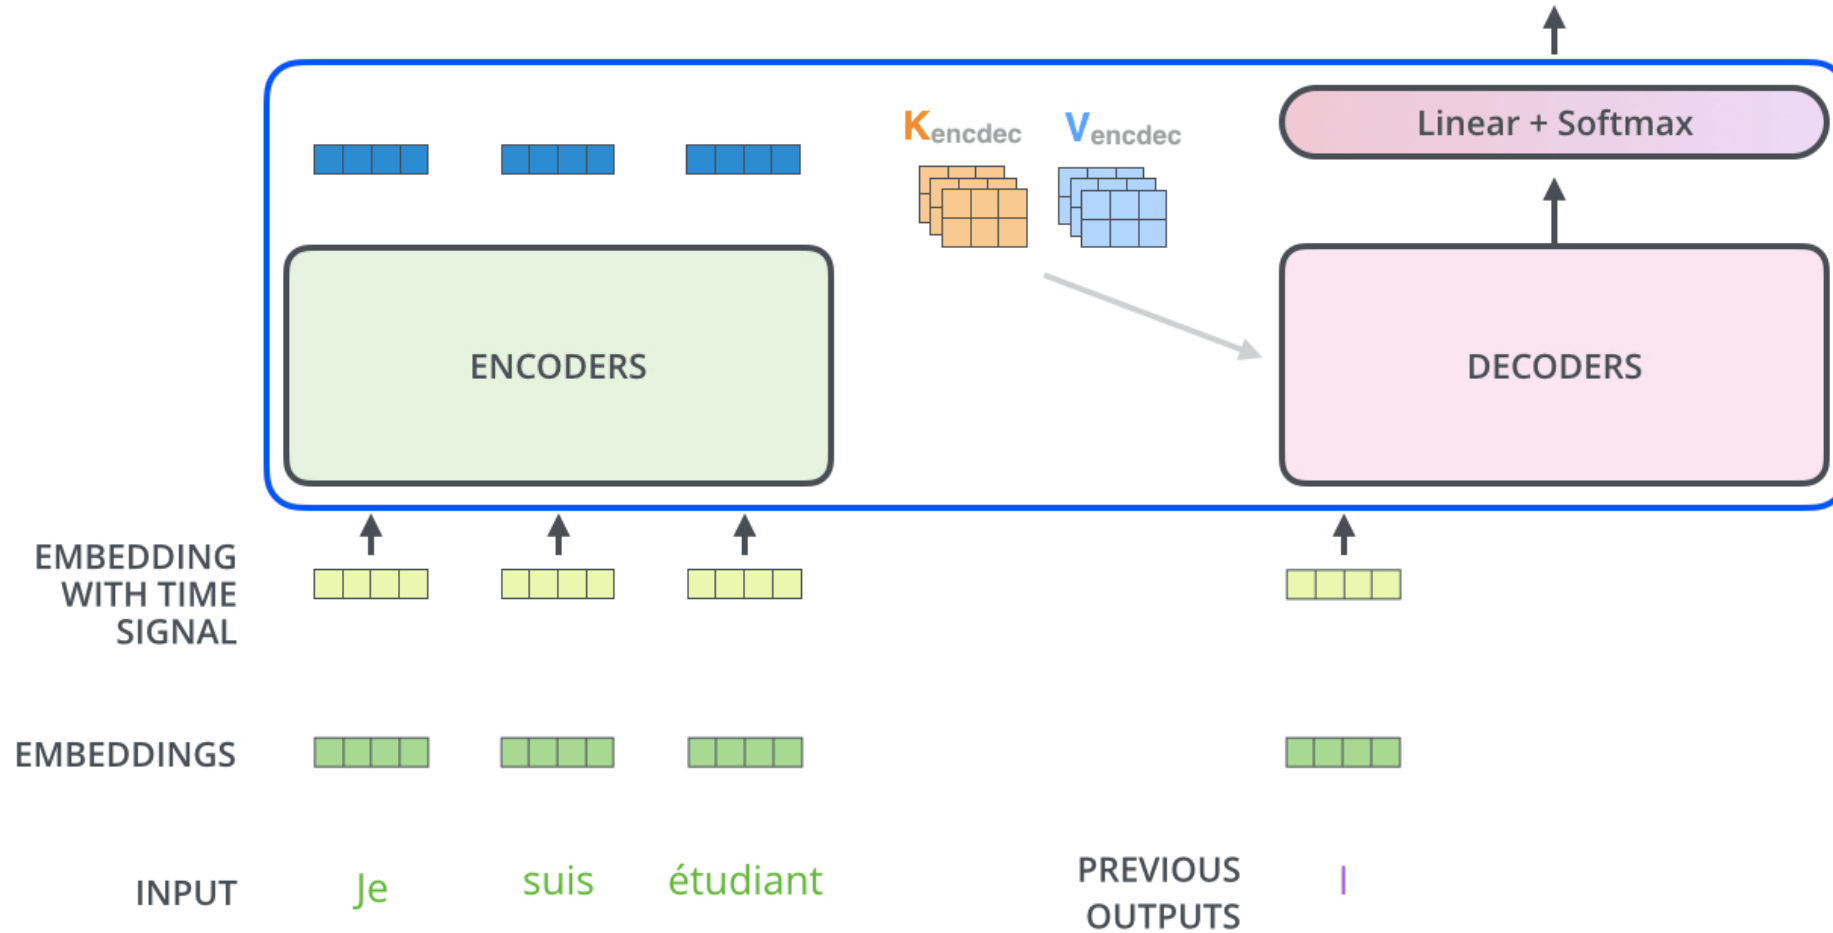 Kencdec
Vencdec
Linear + Softmax
ENCODERS
DECODERS
EMBEDDING
WITH TIME
SIGNAL
EMBEDDINGS
INPUT
Je
suis
étudiant
PREVIOUS
OUTPUTS
I